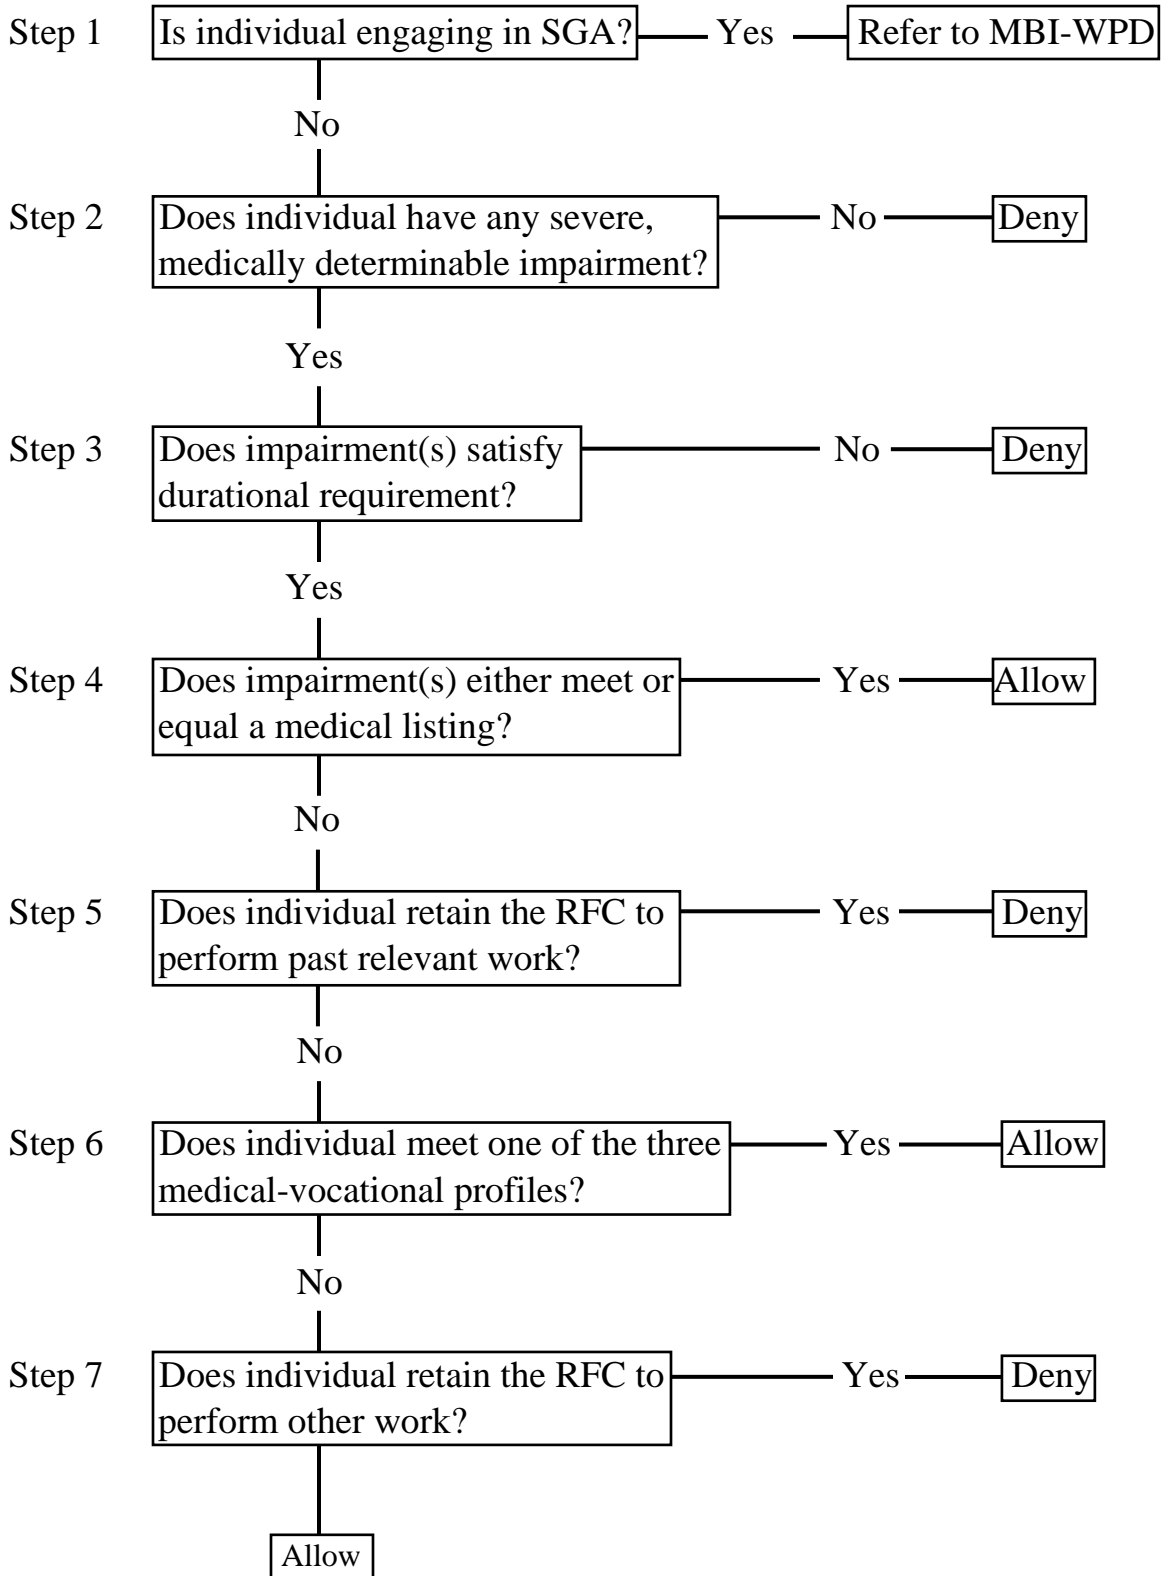 Step 1 Is individual engaging in SGA? Yes Refer to MBI-WPD
No
Step 2 Does individual have any severe, No Deny
medically determinable impairment?
Yes
Step 3 Does impairment(s) satisfy No Deny
durational requirement?
Yes
Step 4 Does impairment(s) either meet or Yes Allow
equal a medical listing?
No
Step 5 Does individual retain the RFC to Yes Deny
perform past relevant work?
No
Step 6 Does individual meet one of the three Yes Allow
medical-vocational profiles?
No
Step 7 Does individual retain the RFC to Yes Deny
perform other work?
Allow